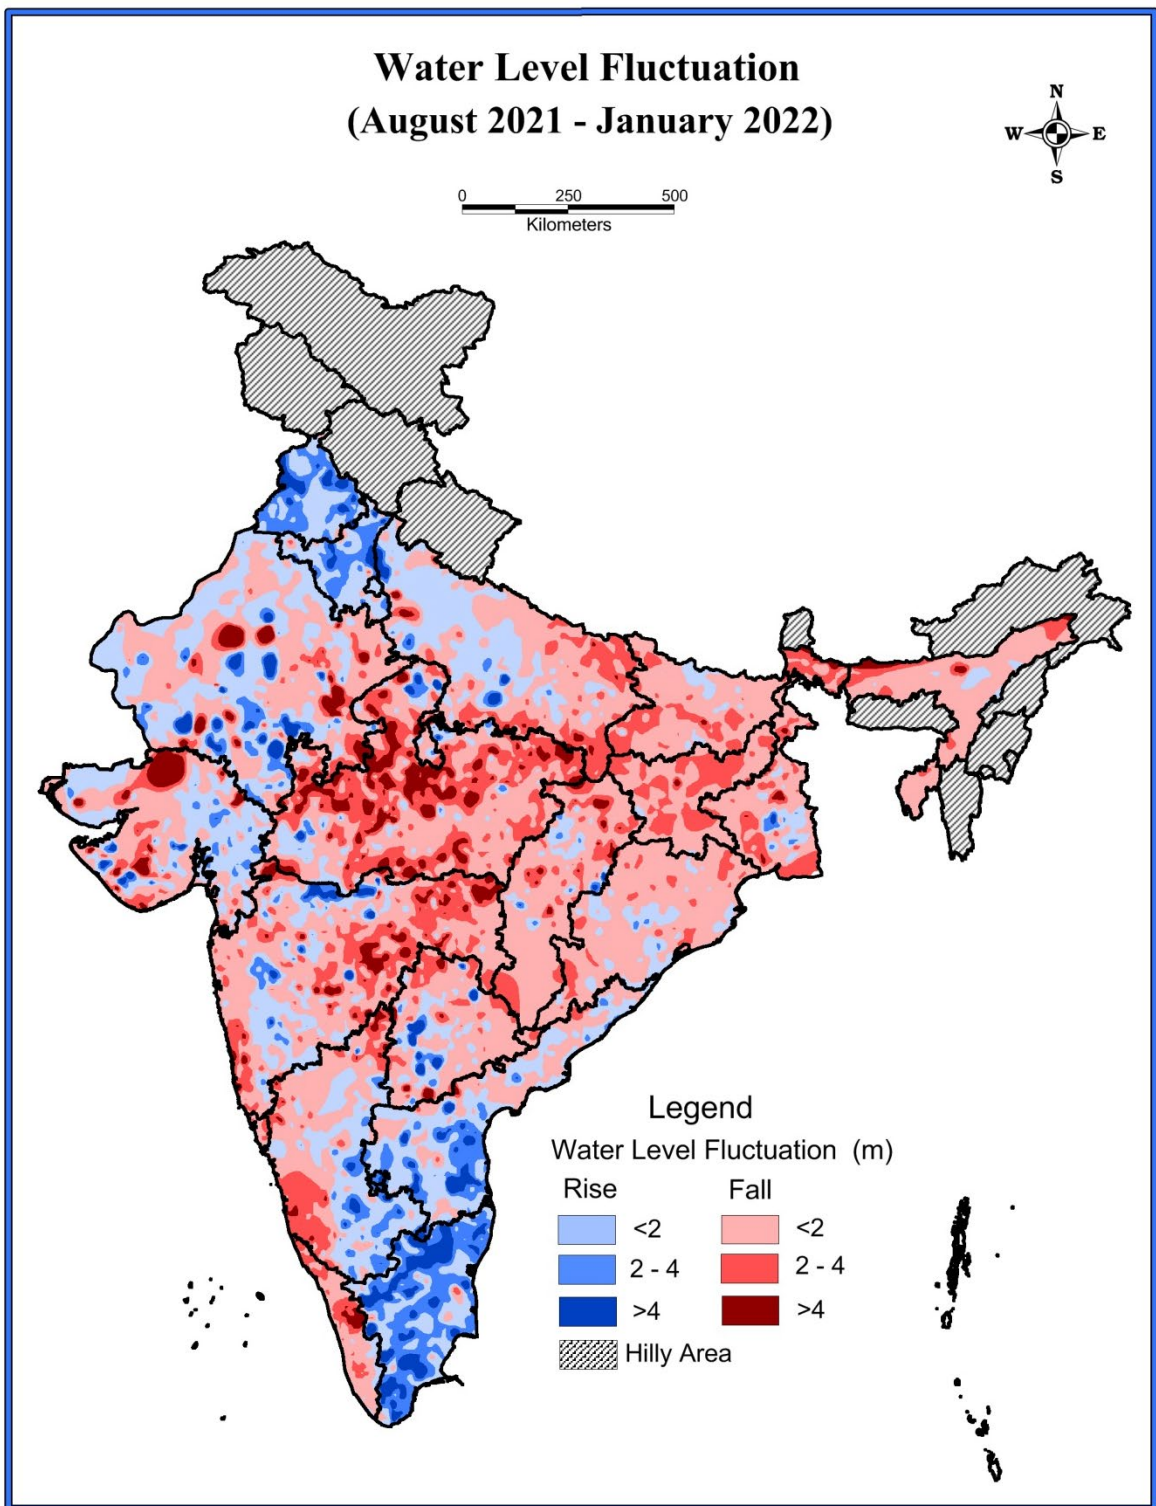 Water Level Fluctuation
(August 2021 - January 2022)
N
W E
S
0 250 500
Kilometers
Legend
Water Level Fluctuation (m)
Rise Fall
<2 <2
2 - 4 2 - 4
>4 >4
Hilly Area